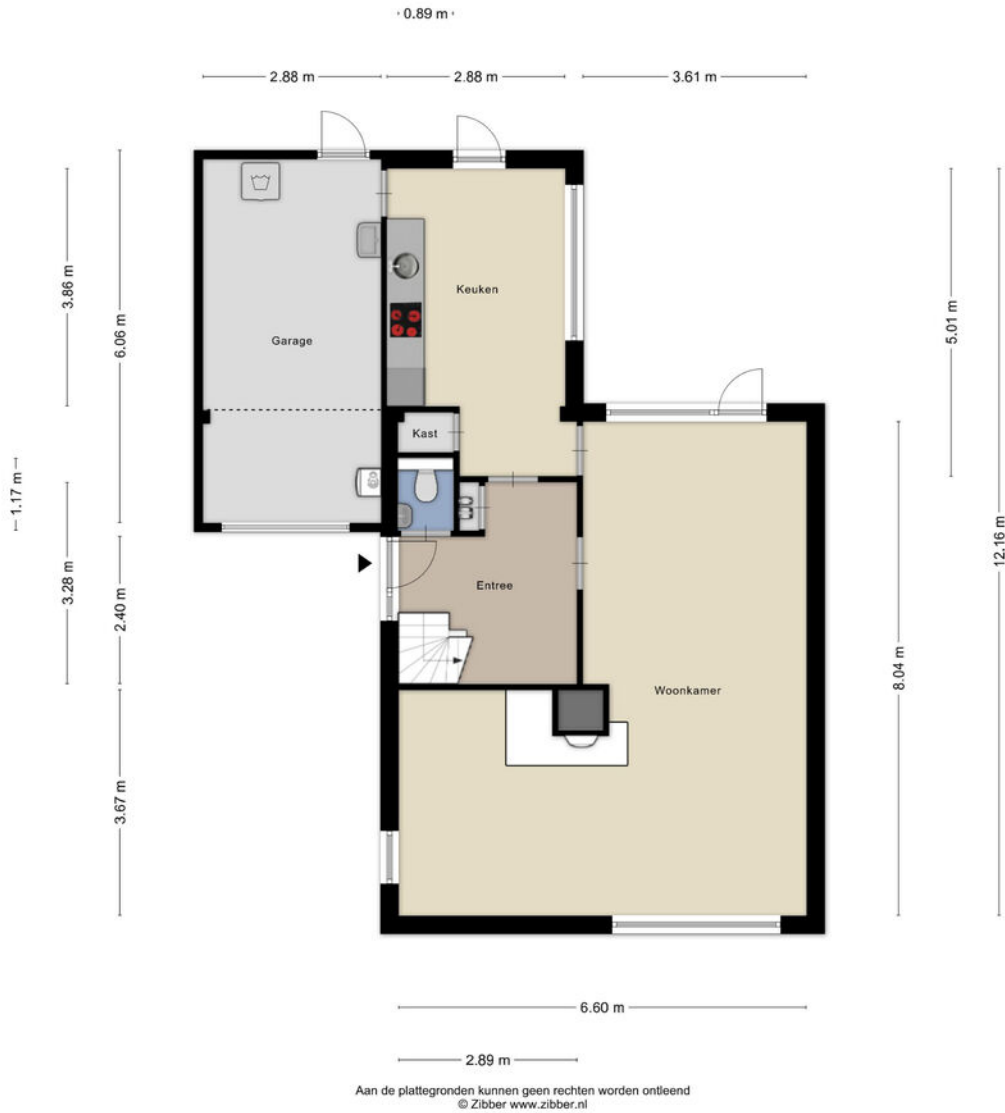 0.89 m
2.88 m
2.88 m
3.61 m
3.86 m
6.06 m
5.01 m
12.16 m
Keuken
Garage
Kast
1.17 m
3.28 m
2.40 m
Entree
8.04 m
Woonkamer
3.67 m
6.60 m
2.89 m
Aan de plattegronden kunnen geen rechten worden ontleend
© Zibber www.zibber.nl